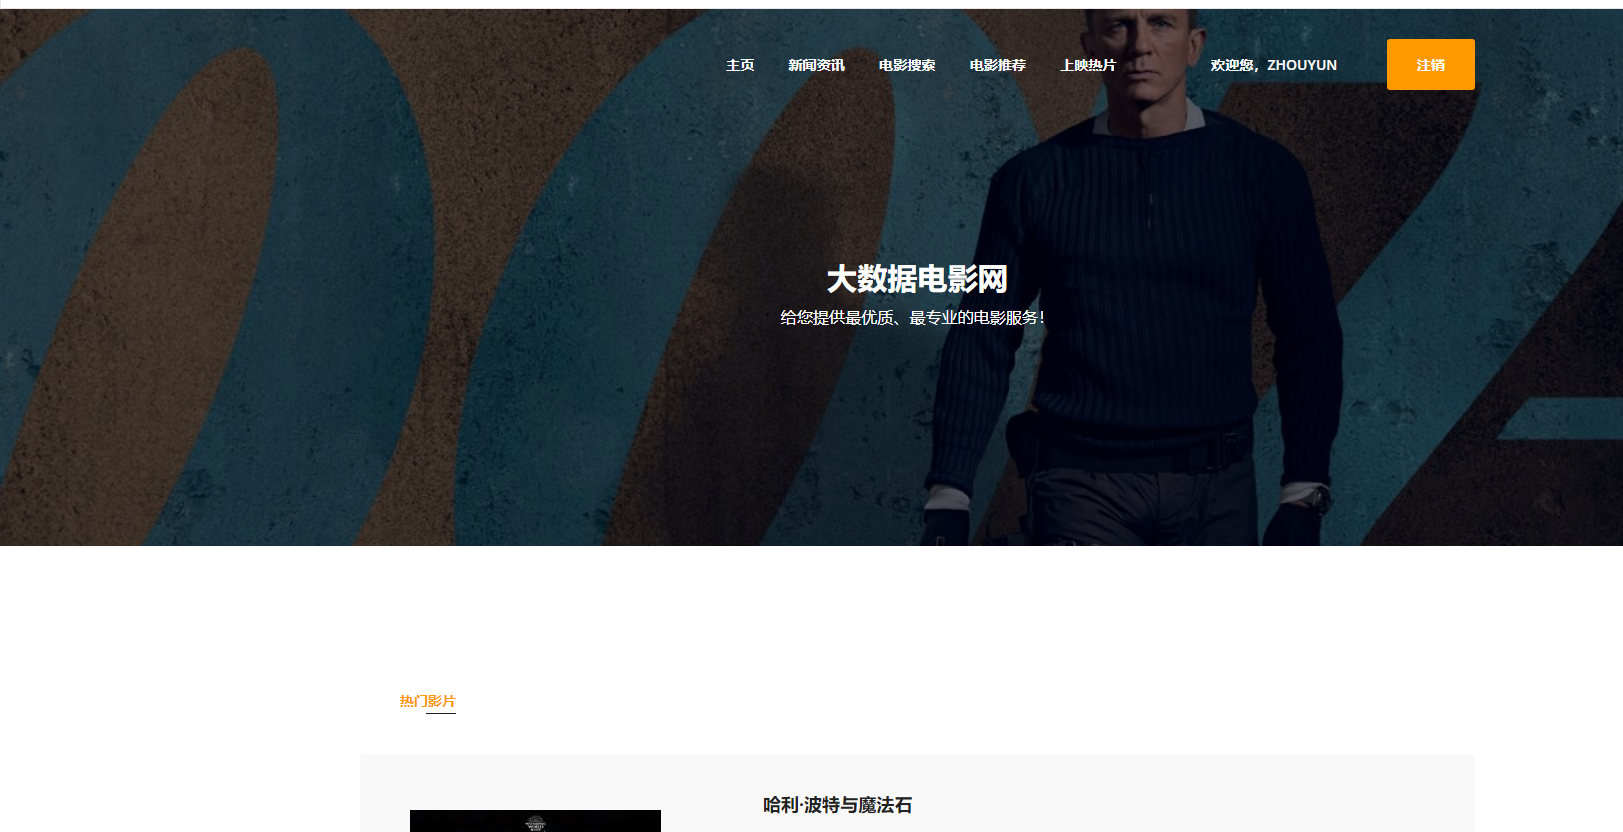 主页 新闻资讯 电影搜索 电影推荐 上映热片 欢迎您，ZHOUYUN 注销
大数据电影网
给您提供最优质、最专业的电影服务！
热门影片
哈利·波特与魔法石